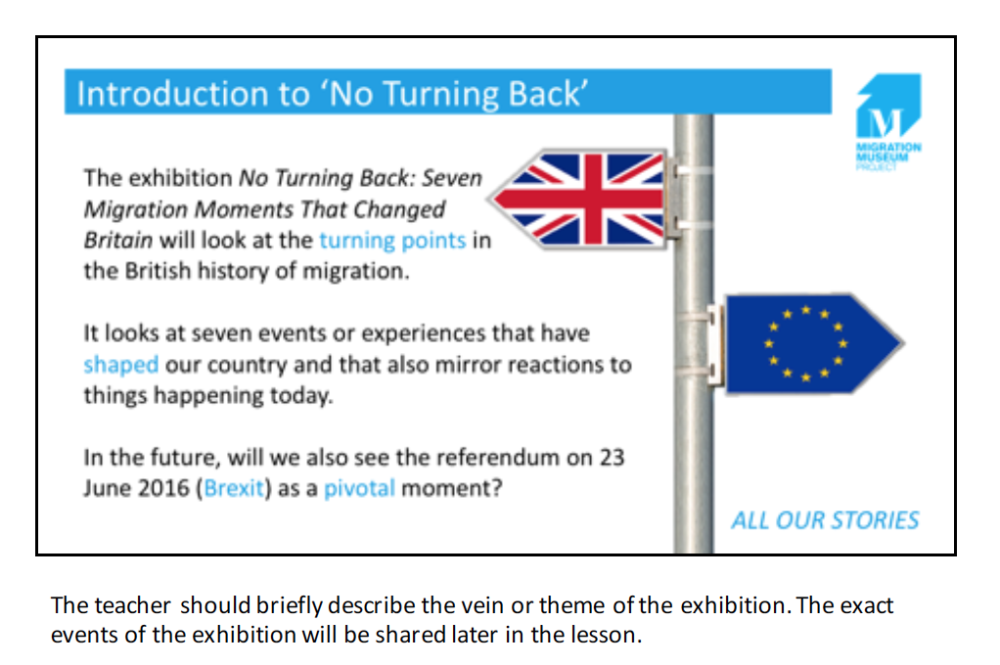 Introduction to ‘No Turning Back’
M
MIGRATION
MUSEUM
PROJECT
The exhibition No Turning Back: Seven
Migration Moments That Changed
Britain will look at the turning points in
the British history of migration.
It looks at seven events or experiences that have
shaped our country and that also mirror reactions to
things happening today.
In the future, will we also see the referendum on 23
June 2016 (Brexit) as a pivotal moment?
ALL OUR STORIES
The teacher should briefly describe the vein or theme of the exhibition. The exact
events of the exhibition will be shared later in the lesson.